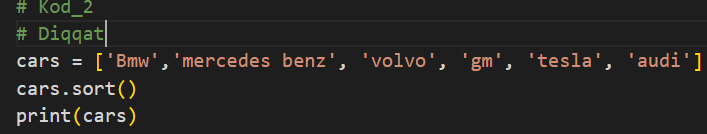 # Kod_2
# Diqqat
cars = ['Bmw','mercedes benz', 'volvo', 'gm', 'tesla', 'audi']
cars.sort()
print(cars)